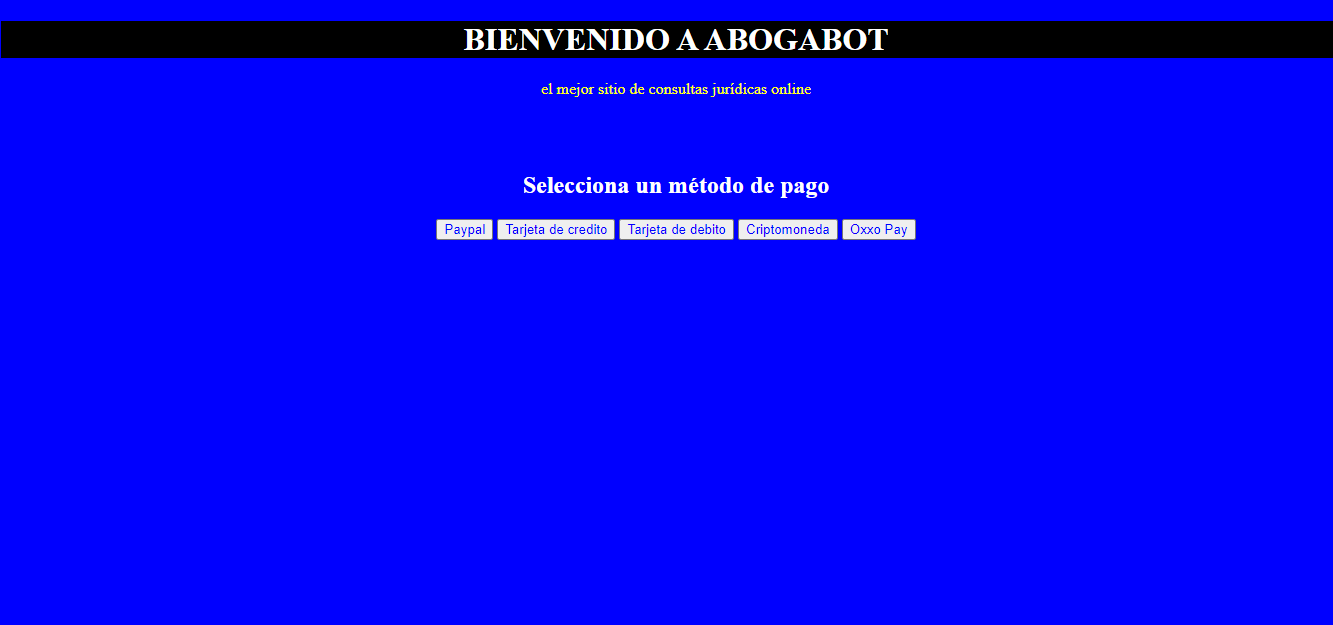 BIENVENIDO A ABOGABOT
el mejor sitio de consultas jurídicas online
Selecciona un método de pago
Paypal Tarjeta de credito Tarjeta de debito Criptomoneda Oxxo Pay